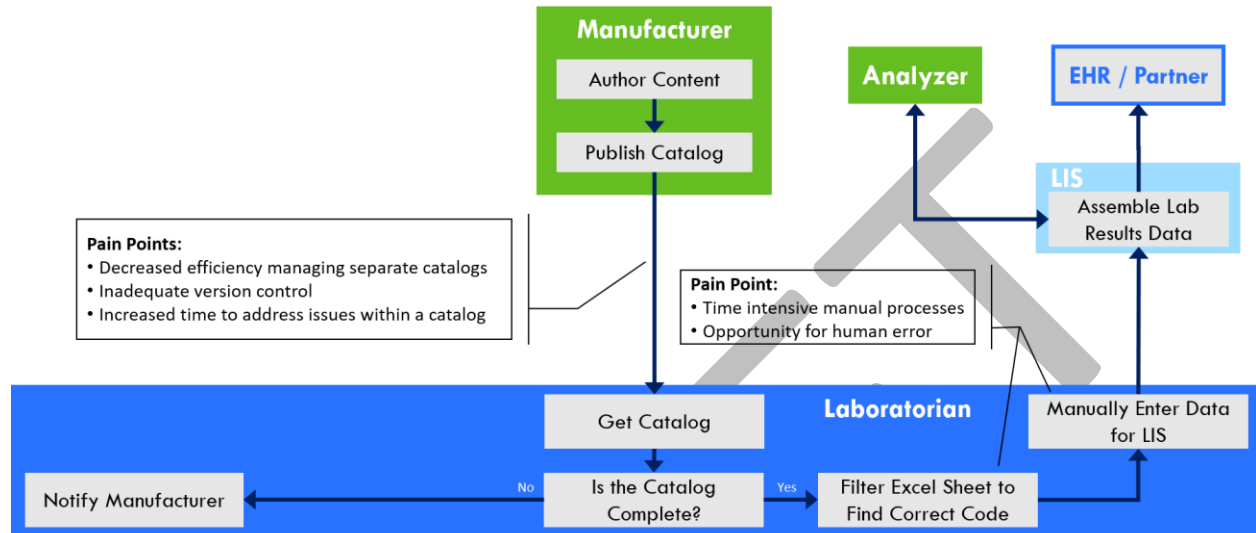 Manufacturer
Author Content
Publish Catalog
Analyzer
EHR / Partner
LIS
Assemble Lab
Results Data
Pain Points:
• Decreased efficiency managing separate catalogs
• Inadequate version control
• Increased time to address issues within a catalog
Pain Point:
• Time intensive manual processes
• Opportunity for human error
Laboratorian
Get Catalog
Manually Enter Data
for LIS
Notify Manufacturer
No
Is the Catalog
Complete?
Yes
Filter Excel Sheet to
Find Correct Code